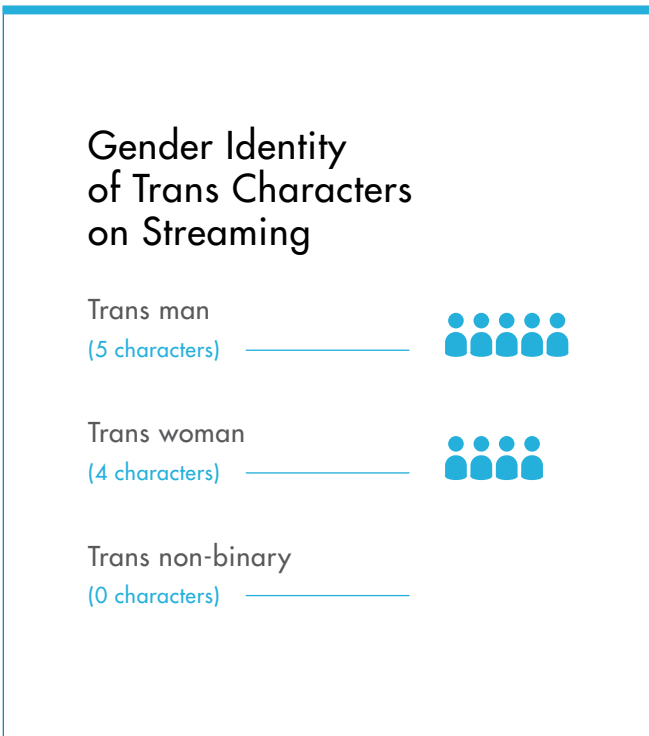 Gender Identity
of Trans Characters
on Streaming
Trans man
(5 characters)
Trans woman
(4 characters)
Trans non-binary
(0 characters)